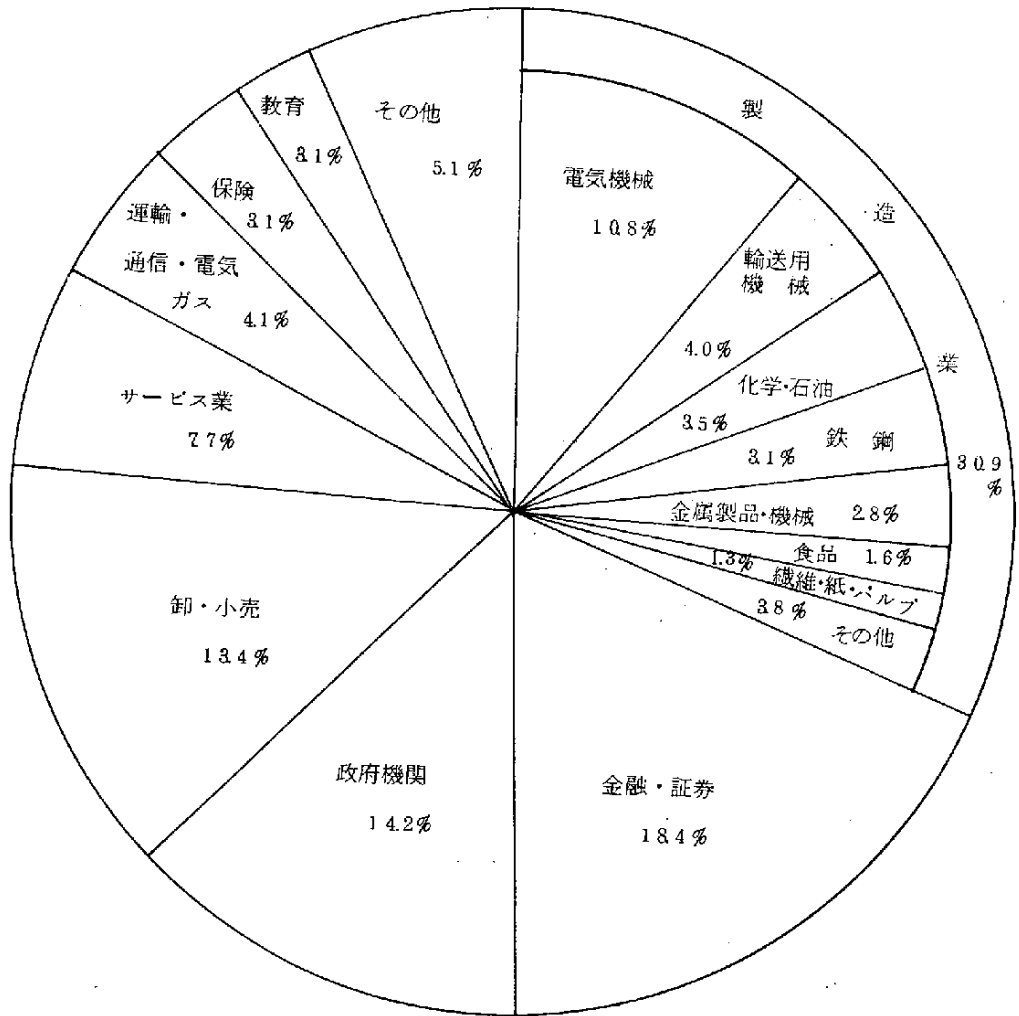 製造業
30.9%
電気機械
10.8%
輸送用
機械
4.0%
化学・石油
3.5%
鉄鋼
3.1%
金属製品・機械 2.8%
食品 1.6%
1.3%
繊維・紙・パルプ
3.8%
その他
金融・証券
18.4%
政府機関
14.2%
卸・小売
13.4%
サービス業
7.7%
運輸・
通信・電気
ガス
4.1%
保険
3.1%
教育
3.1%
その他
5.1%